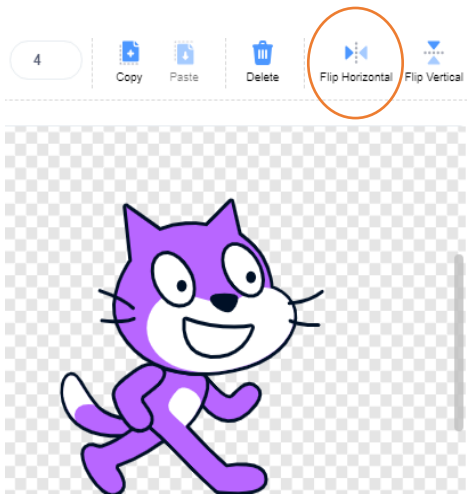 4
Copy
Paste
Delete
Flip Horizontal
Flip Vertical